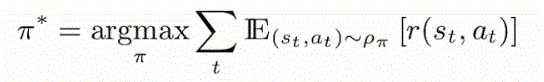 π* = argmax_π ∑_t 𝔼_{(s_t,a_t)∼ρ_π} [r(s_t, a_t)]